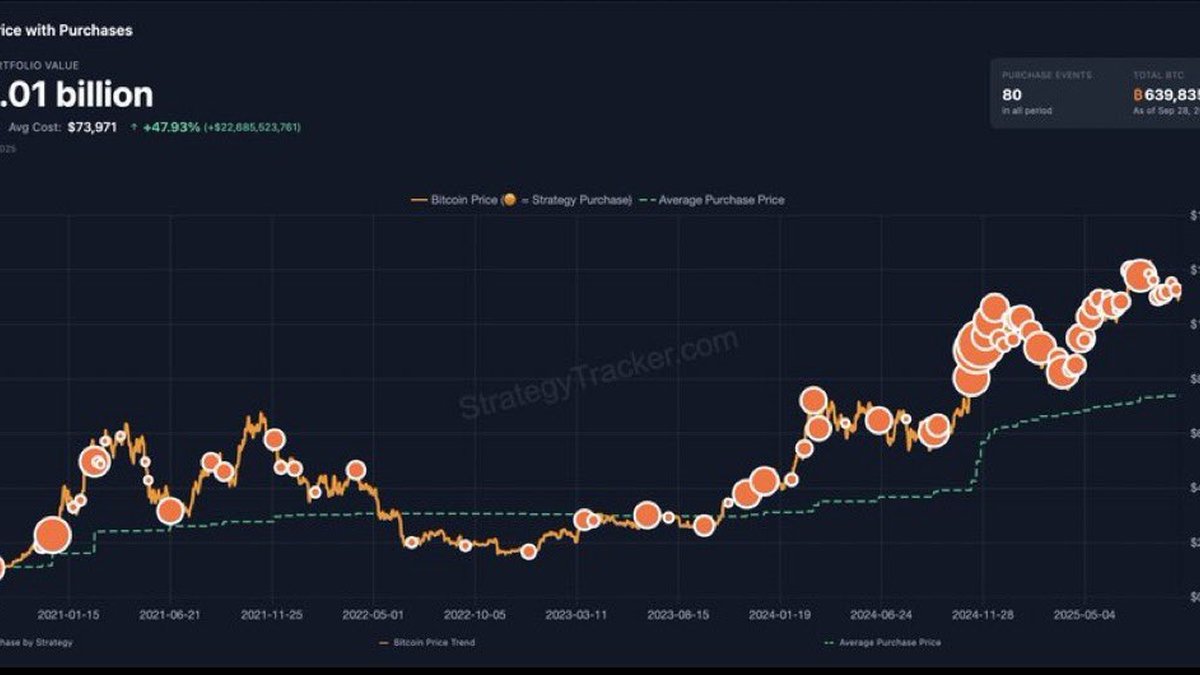 rice with Purchases
RTFOLIO VALUE
.01 billion
Avg Cost: $73,971 ↑ +47.93% (+$22,685,523,761)
2025
PURCHASE EVENTS
80
in all period
TOTAL BTC
₿639,835
As of Sep 28, 2
Bitcoin Price (🟠 = Strategy Purchase) Average Purchase Price
StrategyTracker.com
2021-01-15 2021-06-21 2021-11-25 2022-05-01 2022-10-05 2023-03-11 2023-08-15 2024-01-19 2024-06-24 2024-11-28 2025-05-04
hase by Strategy Bitcoin Price Trend Average Purchase Price